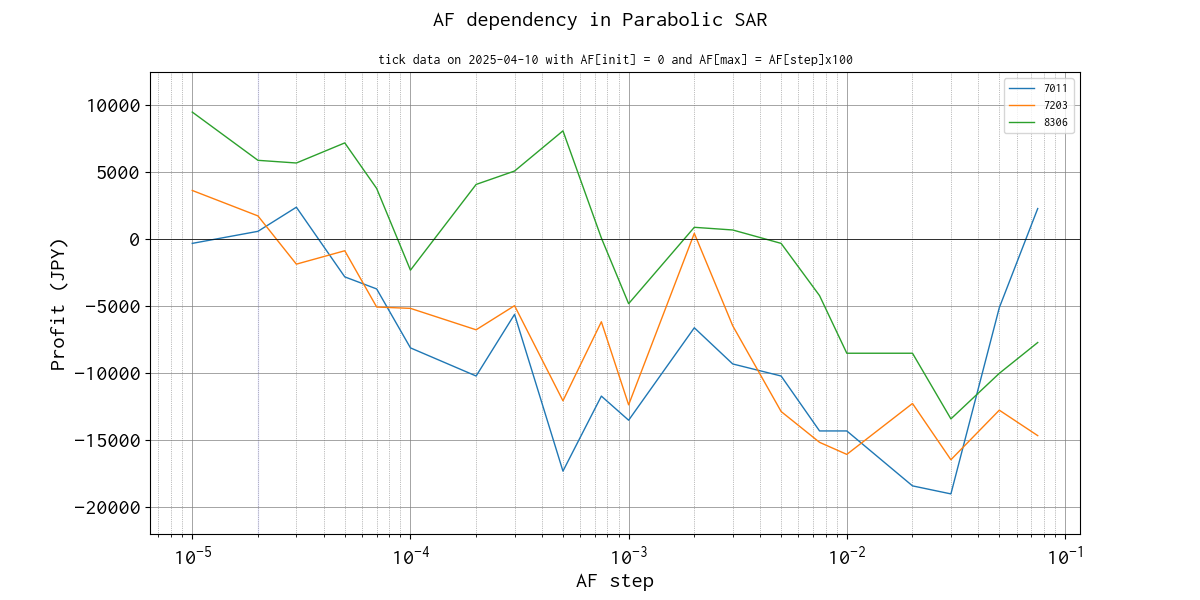 AF dependency in Parabolic SAR
tick data on 2025-04-10 with AF[init] = 0 and AF[max] = AF[step]x100
Profit (JPY)
10000
5000
0
−5000
−10000
−15000
−20000
7011
7203
8306
10⁻⁵ 10⁻⁴ 10⁻³ 10⁻² 10⁻¹
AF step